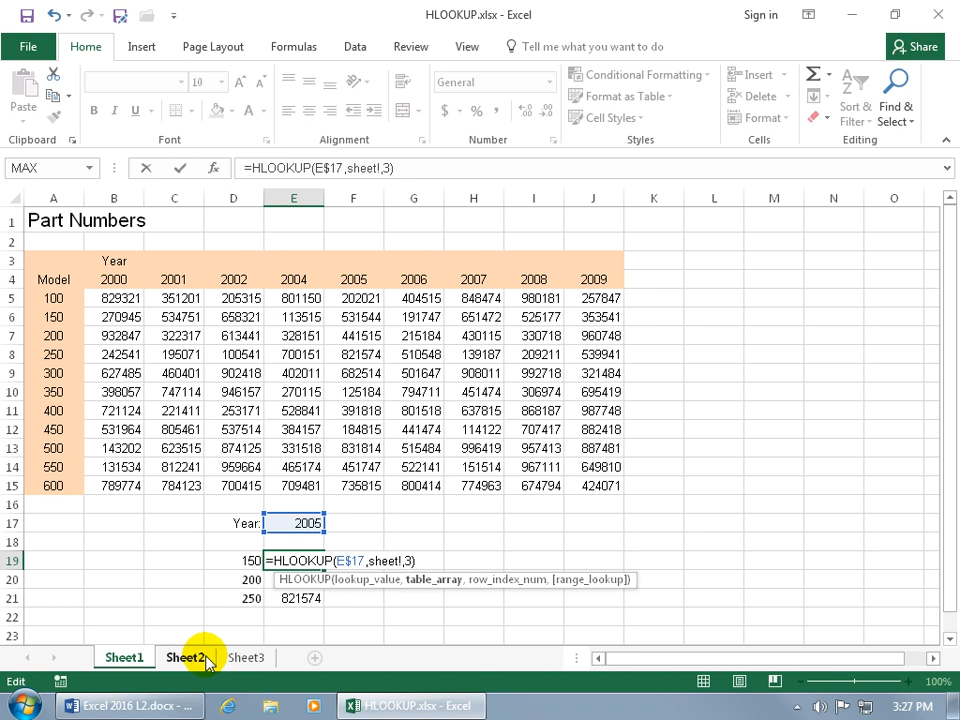 HLOOKUP.xlsx - Excel
Sign in
File Home Insert Page Layout Formulas Data Review View Tell me what you want to do Share
Paste
10
B I U
A
General
$ % ,
Conditional Formatting
Format as Table
Cell Styles
Insert
Delete
Format
Sort & Filter
Find & Select
Clipboard Font Alignment Number Styles Cells Editing
MAX
fx
=HLOOKUP(E$17,sheet!,3)
A B C D E F G H I J K L M N O
1 Part Numbers
2
3 Year
4 Model 2000 2001 2002 2004 2005 2006 2007 2008 2009
5 100 829321 351201 205315 801150 202021 404515 848474 980181 257847
6 150 270945 534751 658321 113515 531544 191747 651472 525177 353541
7 200 932847 322317 613441 328151 441515 215184 430115 330718 960748
8 250 242541 195071 100541 700151 821574 510548 139187 209211 539941
9 300 627485 460401 902418 402011 682514 501647 908011 992718 321484
10 350 398057 747114 946157 270115 125184 794711 451474 306974 695419
11 400 721124 221411 253171 528841 391818 801518 637815 868187 987748
12 450 531964 805461 537514 384157 184815 441474 114122 707417 882418
13 500 143202 623515 874125 331518 831814 515484 996419 957413 887481
14 550 131534 812241 959664 465174 451747 522141 151514 967111 649810
15 600 789774 784123 700415 709481 735815 800414 774963 674794 424071
16
17 Year: 2005
18
19 150 =HLOOKUP(E$17,sheet!,3)
20 200 HLOOKUP(lookup_value, table_array, row_index_num, [range_lookup])
21 250 821574
22
23
Sheet1 Sheet2 Sheet3
Edit
100%
Excel 2016 L2.docx - ...
HLOOKUP.xlsx - Excel
3:27 PM